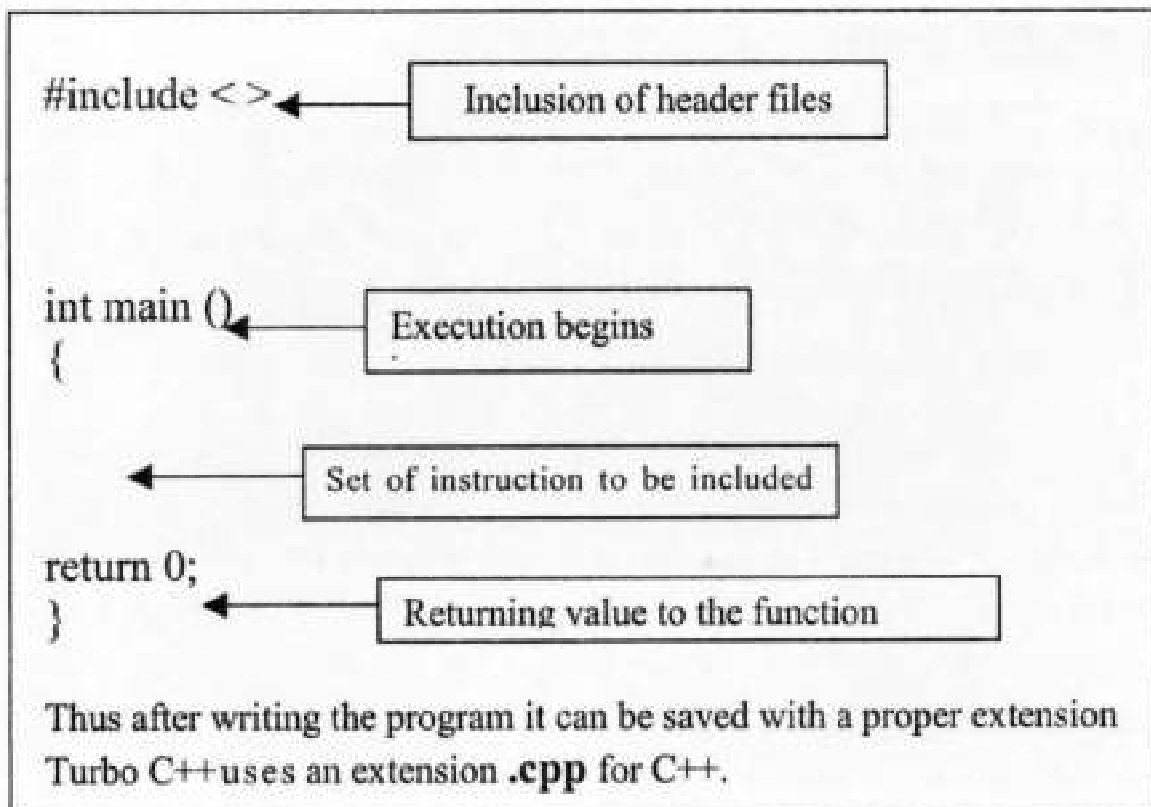 #include < >
Inclusion of header files
int main ()
Execution begins
{
Set of instruction to be included
return 0;
}
Returning value to the function
Thus after writing the program it can be saved with a proper extension
Turbo C++ uses an extension .cpp for C++.